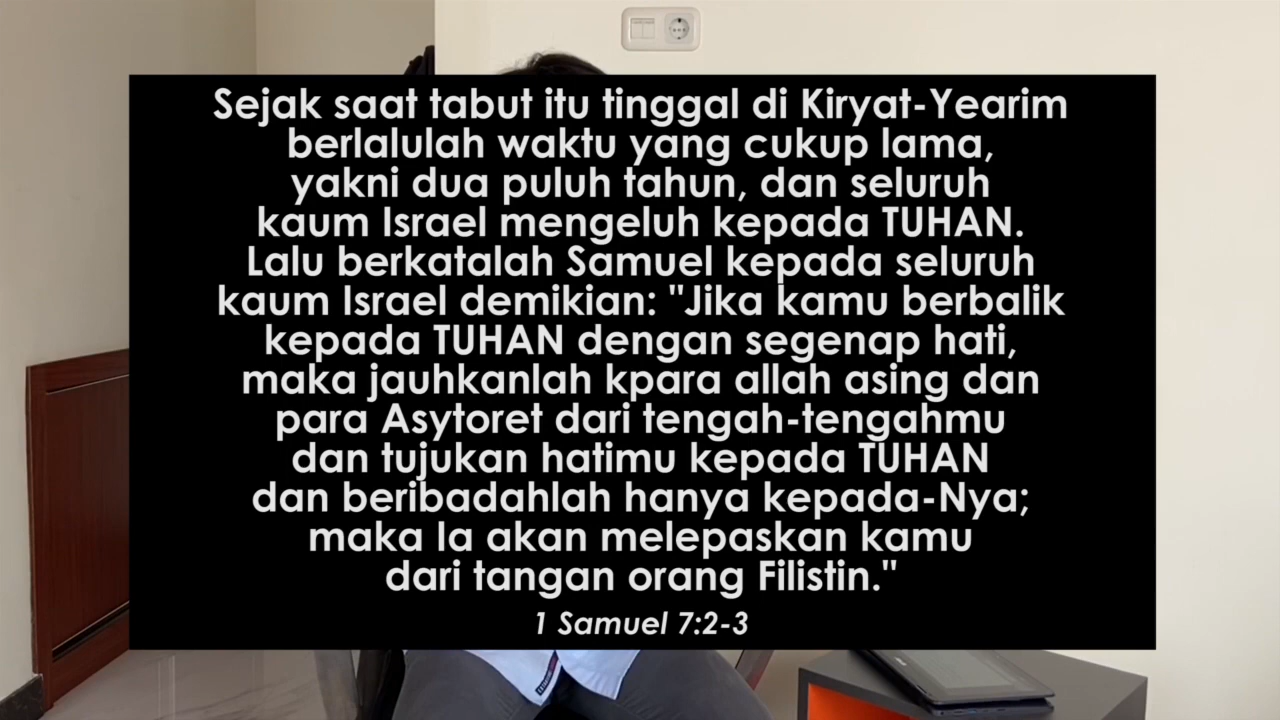 Sejak saat tabut itu tinggal di Kiryat-Yearim
berlalulah waktu yang cukup lama,
yakni dua puluh tahun, dan seluruh
kaum Israel mengeluh kepada TUHAN.
Lalu berkatalah Samuel kepada seluruh
kaum Israel demikian: "Jika kamu berbalik
kepada TUHAN dengan segenap hati,
maka jauhkanlah kpara allah asing dan
para Asytoret dari tengah-tengahmu
dan tujukan hatimu kepada TUHAN
dan beribadahlah hanya kepada-Nya;
maka Ia akan melepaskan kamu
dari tangan orang Filistin."
1 Samuel 7:2-3